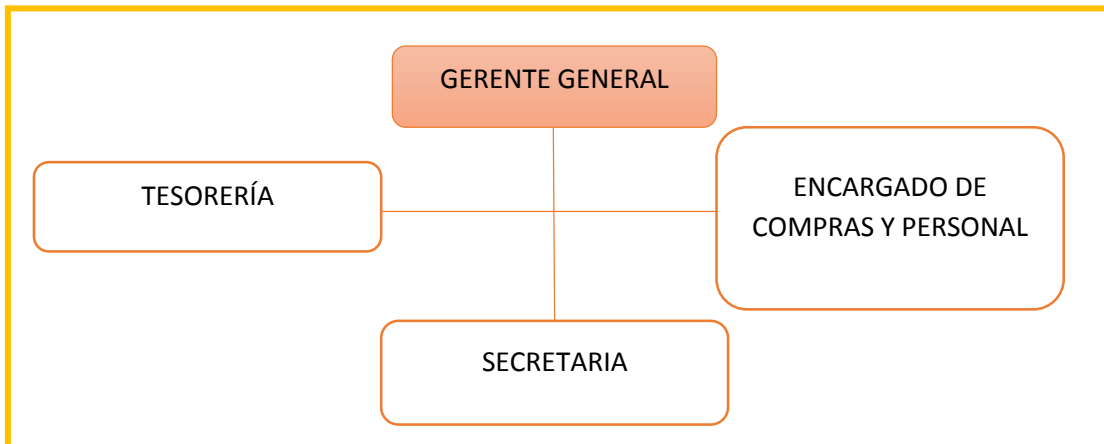 GERENTE GENERAL
TESORERÍA
ENCARGADO DE
COMPRAS Y PERSONAL
SECRETARIA